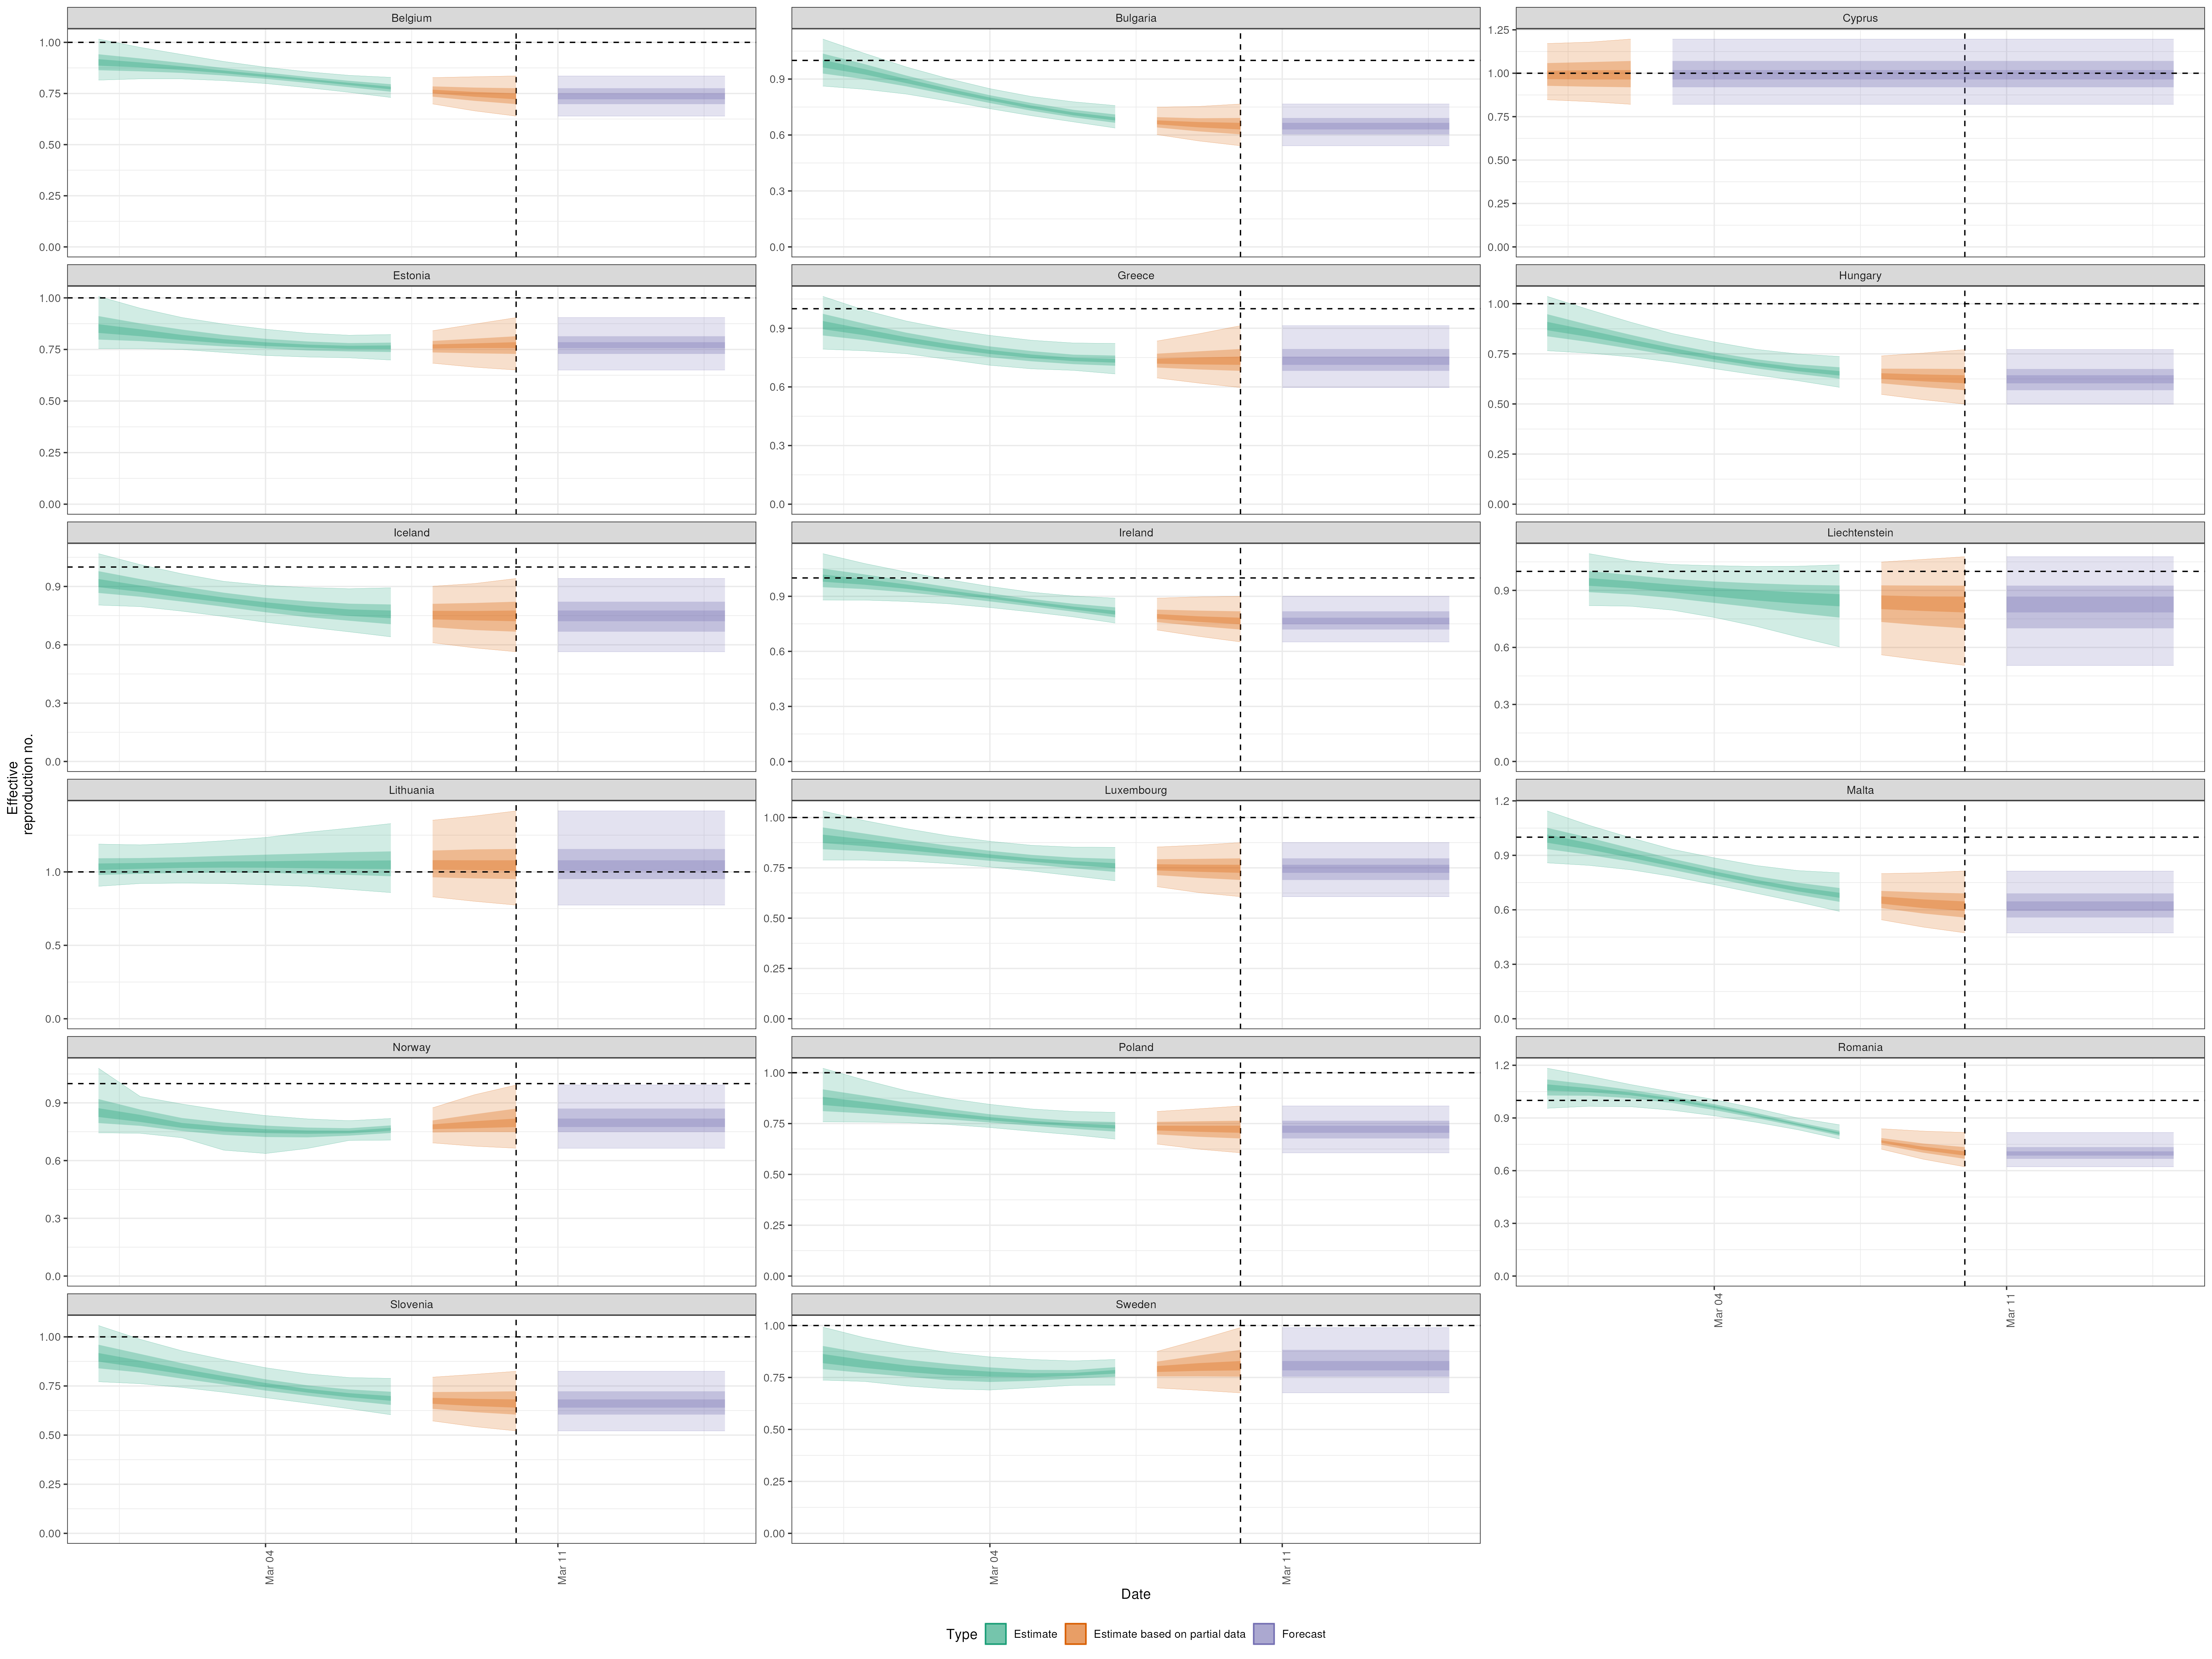 Belgium
Bulgaria
Cyprus
1.00
0.75
0.50
0.25
0.00
0.9
0.6
0.3
0.0
1.25
1.00
0.75
0.50
0.25
0.00
Estonia
Greece
Hungary
1.00
0.75
0.50
0.25
0.00
0.9
0.6
0.3
0.0
1.00
0.75
0.50
0.25
0.00
Iceland
Ireland
Liechtenstein
0.9
0.6
0.3
0.0
0.9
0.6
0.3
0.0
0.9
0.6
0.3
0.0
Effective
reproduction no.
Lithuania
Luxembourg
Malta
1.0
0.5
0.0
1.00
0.75
0.50
0.25
0.00
1.2
0.9
0.6
0.3
0.0
Norway
Poland
Romania
0.9
0.6
0.3
0.0
1.00
0.75
0.50
0.25
0.00
1.2
0.9
0.6
0.3
0.0
Mar 04
Mar 11
Slovenia
Sweden
1.00
0.75
0.50
0.25
0.00
1.00
0.75
0.50
0.25
0.00
Mar 04
Mar 11
Mar 04
Mar 11
Date
Type
Estimate
Estimate based on partial data
Forecast